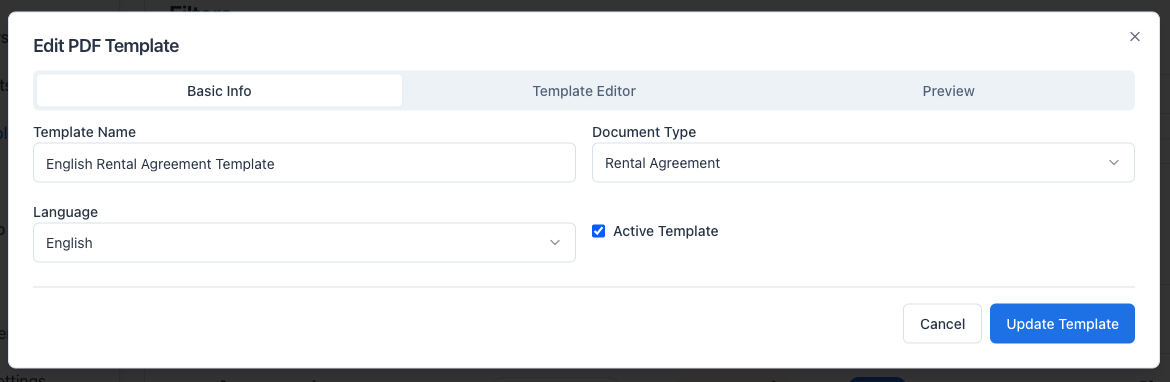 Edit PDF Template
Basic Info
Template Editor
Preview
Template Name
Document Type
English Rental Agreement Template
Rental Agreement
Language
English
Active Template
Cancel
Update Template